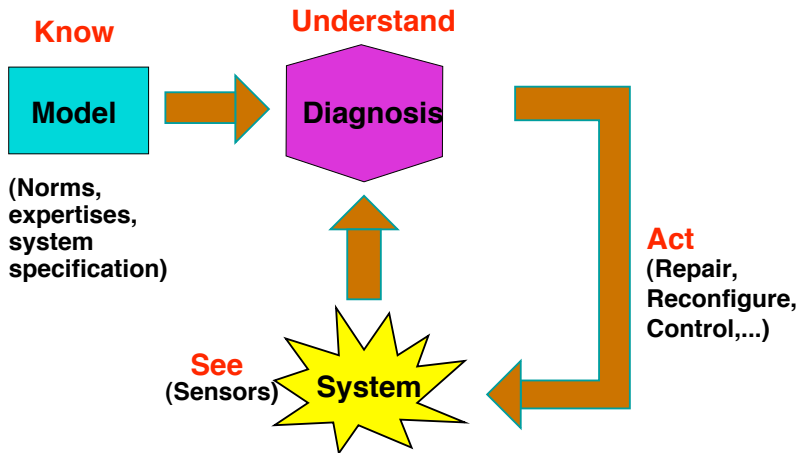 Know
Understand
Model
Diagnosis
(Norms,
expertises,
system
specification)
Act
(Repair,
Reconfigure,
Control,...)
See
(Sensors)
System